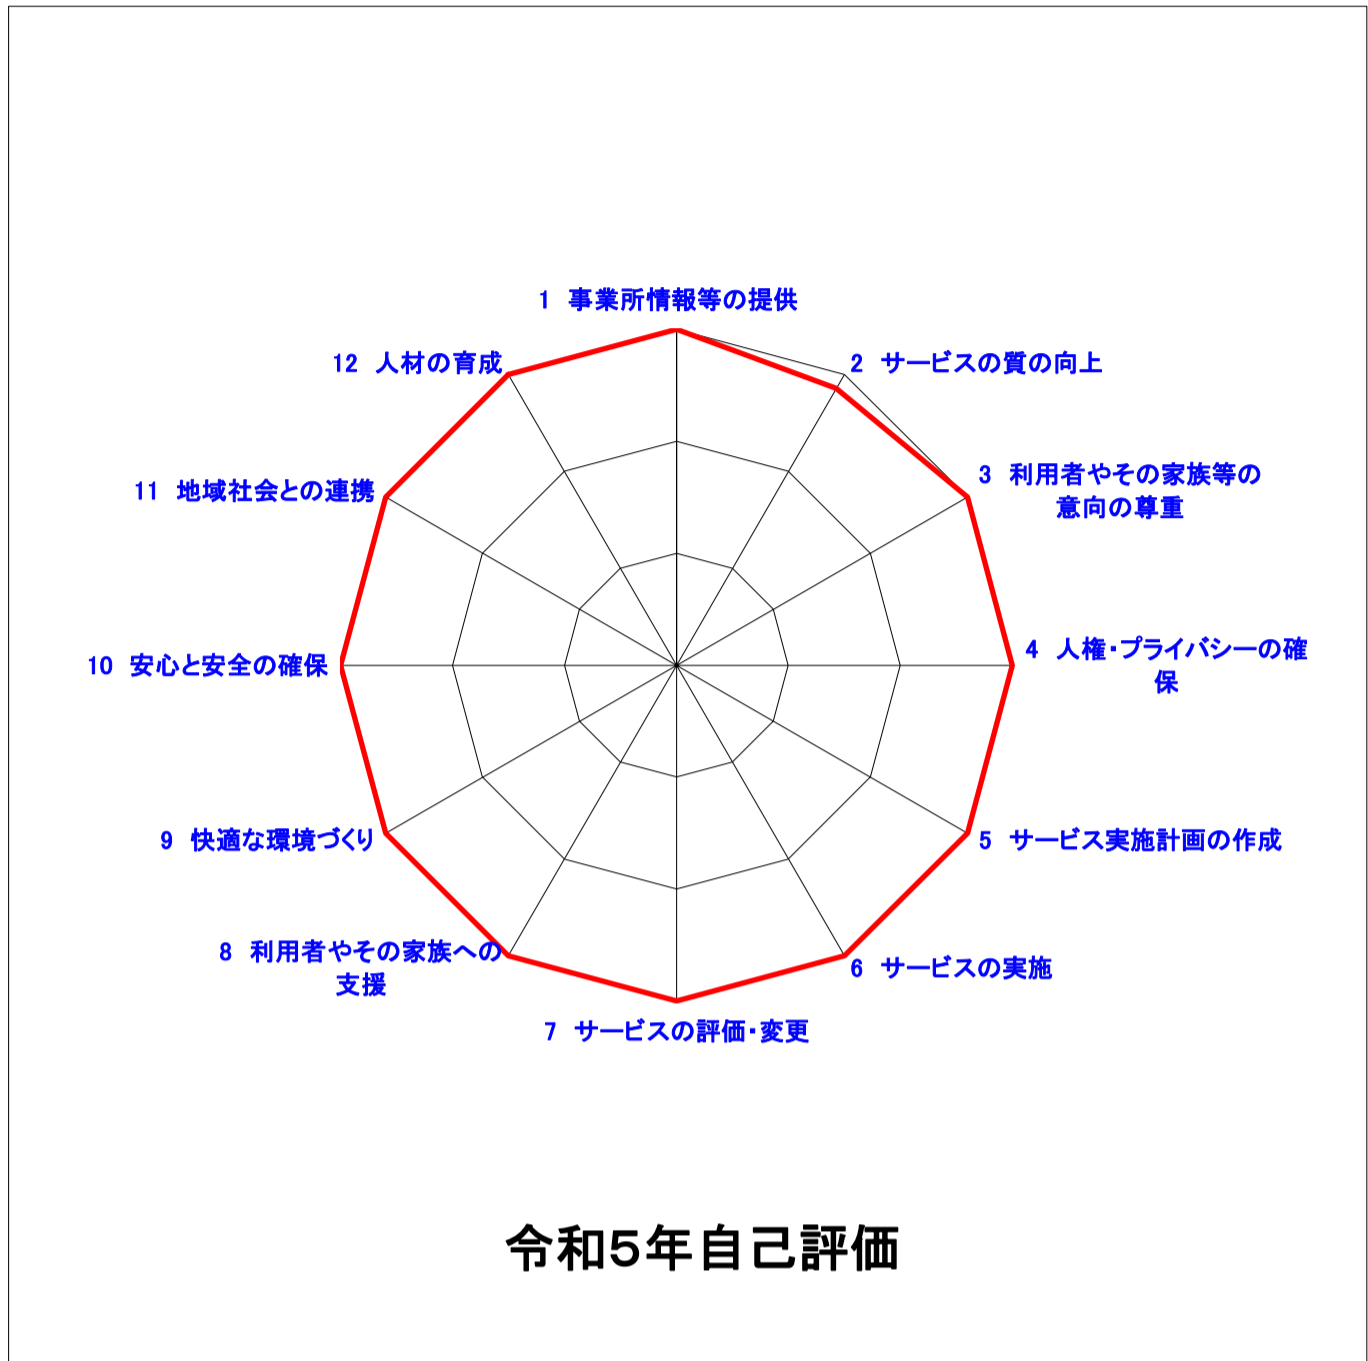 1 事業所情報等の提供
2 サービスの質の向上
3 利用者やその家族等の
意向の尊重
4 人権・プライバシーの確
保
5 サービス実施計画の作成
6 サービスの実施
7 サービスの評価・変更
8 利用者やその家族への
支援
9 快適な環境づくり
10 安心と安全の確保
11 地域社会との連携
12 人材の育成
令和5年自己評価